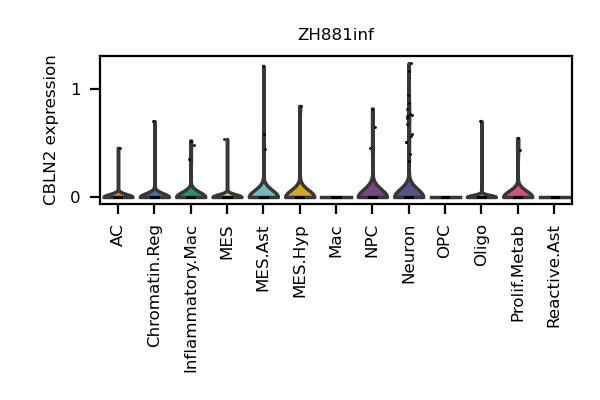 ZH881inf
CBLN2 expression
1
0
AC
Chromatin.Reg
Inflammatory.Mac
MES
MES.Ast
MES.Hyp
Mac
NPC
Neuron
OPC
Oligo
Prolif.Metab
Reactive.Ast